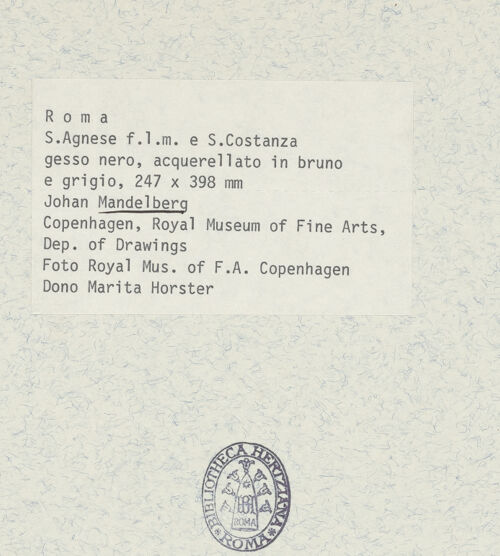 R o m a
S.Agnese f.l.m. e S.Costanza
gesso nero, acquerellato in bruno
e grigio, 247 x 398 mm
Johan Mandelberg
Copenhagen, Royal Museum of Fine Arts,
Dep. of Drawings
Foto Royal Mus. of F.A. Copenhagen
Dono Marita Horster
BIBLIOTHECA HERTZIANA
ROMA
ROMA